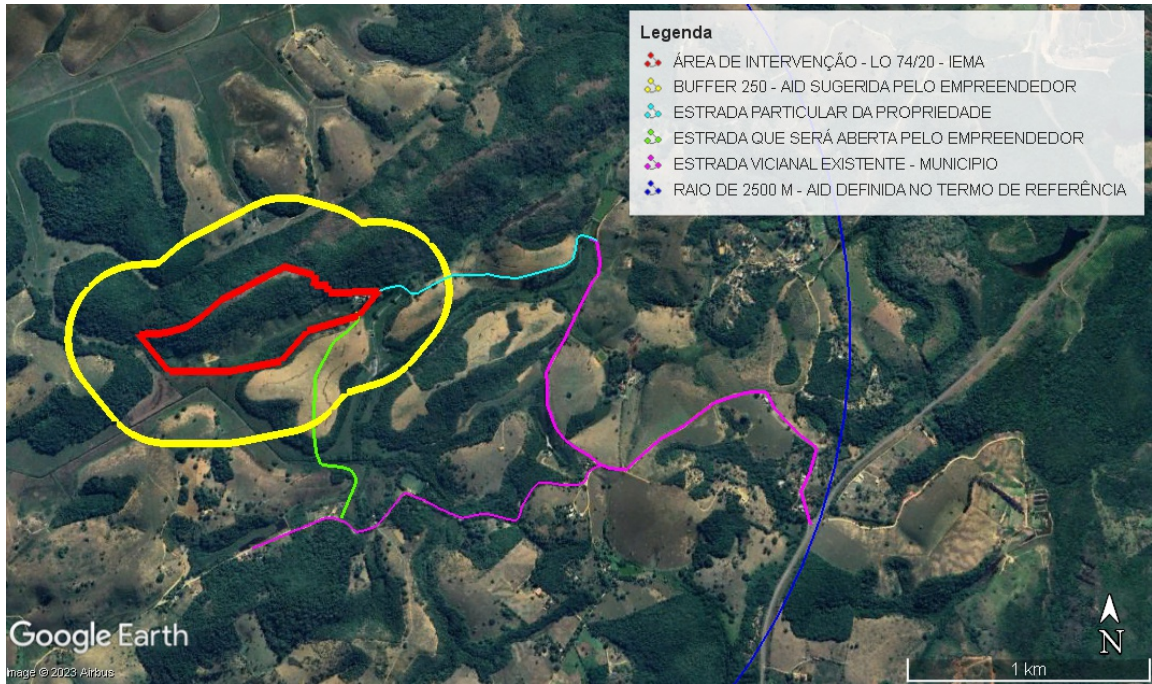 Legenda
ÁREA DE INTERVENÇÃO - LO 74/20 - IEMA
BUFFER 250 - AID SUGERIDA PELO EMPREENDEDOR
ESTRADA PARTICULAR DA PROPRIEDADE
ESTRADA QUE SERÁ ABERTA PELO EMPREENDEDOR
ESTRADA VICIANAL EXISTENTE - MUNICIPIO
RAIO DE 2500 M - AID DEFINIDA NO TERMO DE REFERÊNCIA
Google Earth
Image © 2023 Airbus
N
1 km